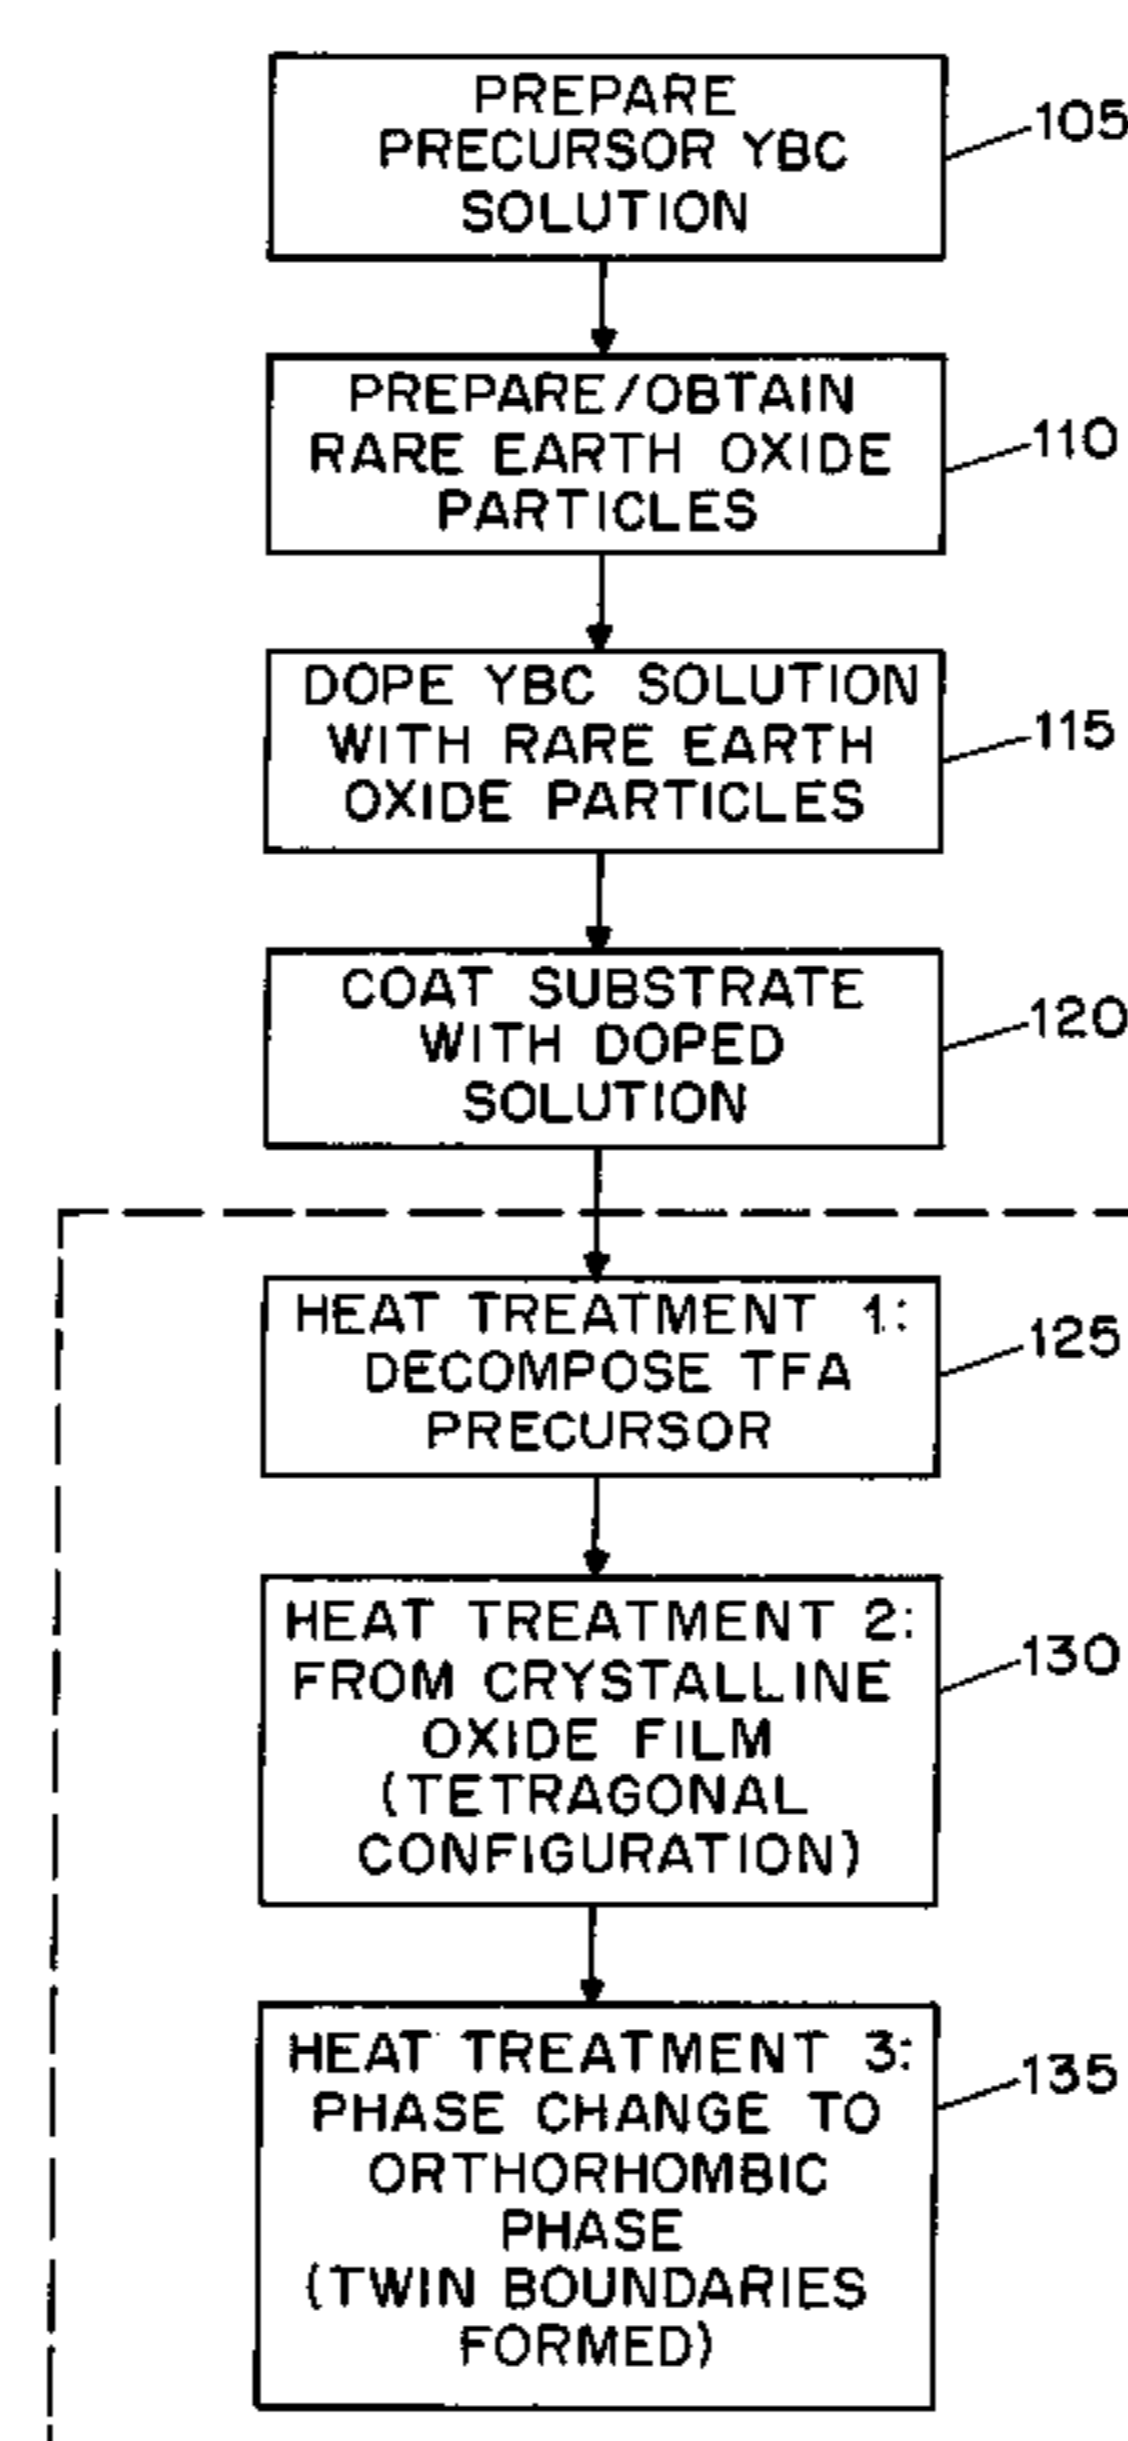 PREPARE
PRECURSOR YBC
SOLUTION
105
PREPARE/OBTAIN
RARE EARTH OXIDE
PARTICLES
110
DOPE YBC SOLUTION
WITH RARE EARTH
OXIDE PARTICLES
115
COAT SUBSTRATE
WITH DOPED
SOLUTION
120
HEAT TREATMENT 1:
DECOMPOSE TFA
PRECURSOR
125
HEAT TREATMENT 2:
FROM CRYSTALLINE
OXIDE FILM
(TETRAGONAL
CONFIGURATION)
130
HEAT TREATMENT 3:
PHASE CHANGE TO
ORTHORHOMBIC
PHASE
(TWIN BOUNDARIES
FORMED)
135